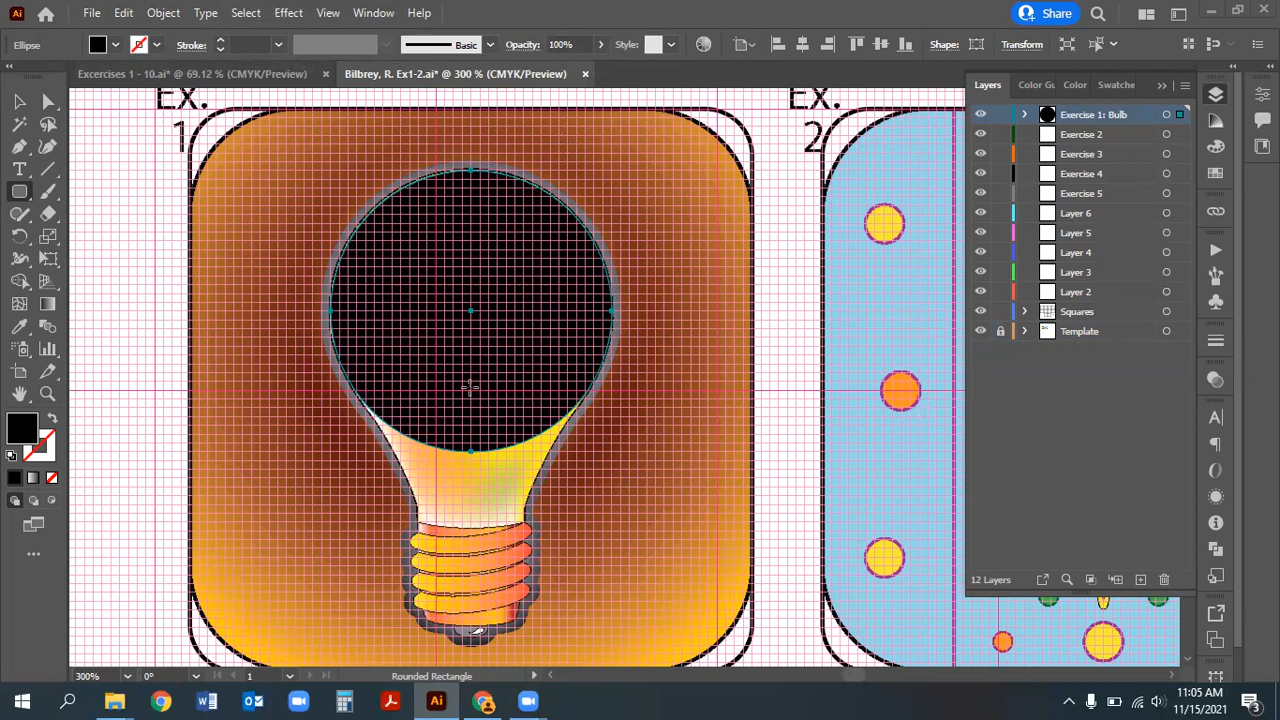 Ai
File Edit Object Type Select Effect View Window Help
Share
Ellipse
Stroke:
Basic
Opacity: 100%
Style:
Shape:
Transform
Excercises 1 - 10.ai* @ 69.12 % (CMYK/Preview)
Bilbrey, R. Ex1-2.ai* @ 300 % (CMYK/Preview)
Layers Color Gu Color Swatche
Ex.
1
Ex.
2
Exercise 1: Bulb
Exercise 2
Exercise 3
Exercise 4
Exercise 5
Layer 6
Layer 5
Layer 4
Layer 3
Layer 2
Squares
Template
12 Layers
300% 0° 1 Rounded Rectangle
Ai
11:05 AM
11/15/2021
3